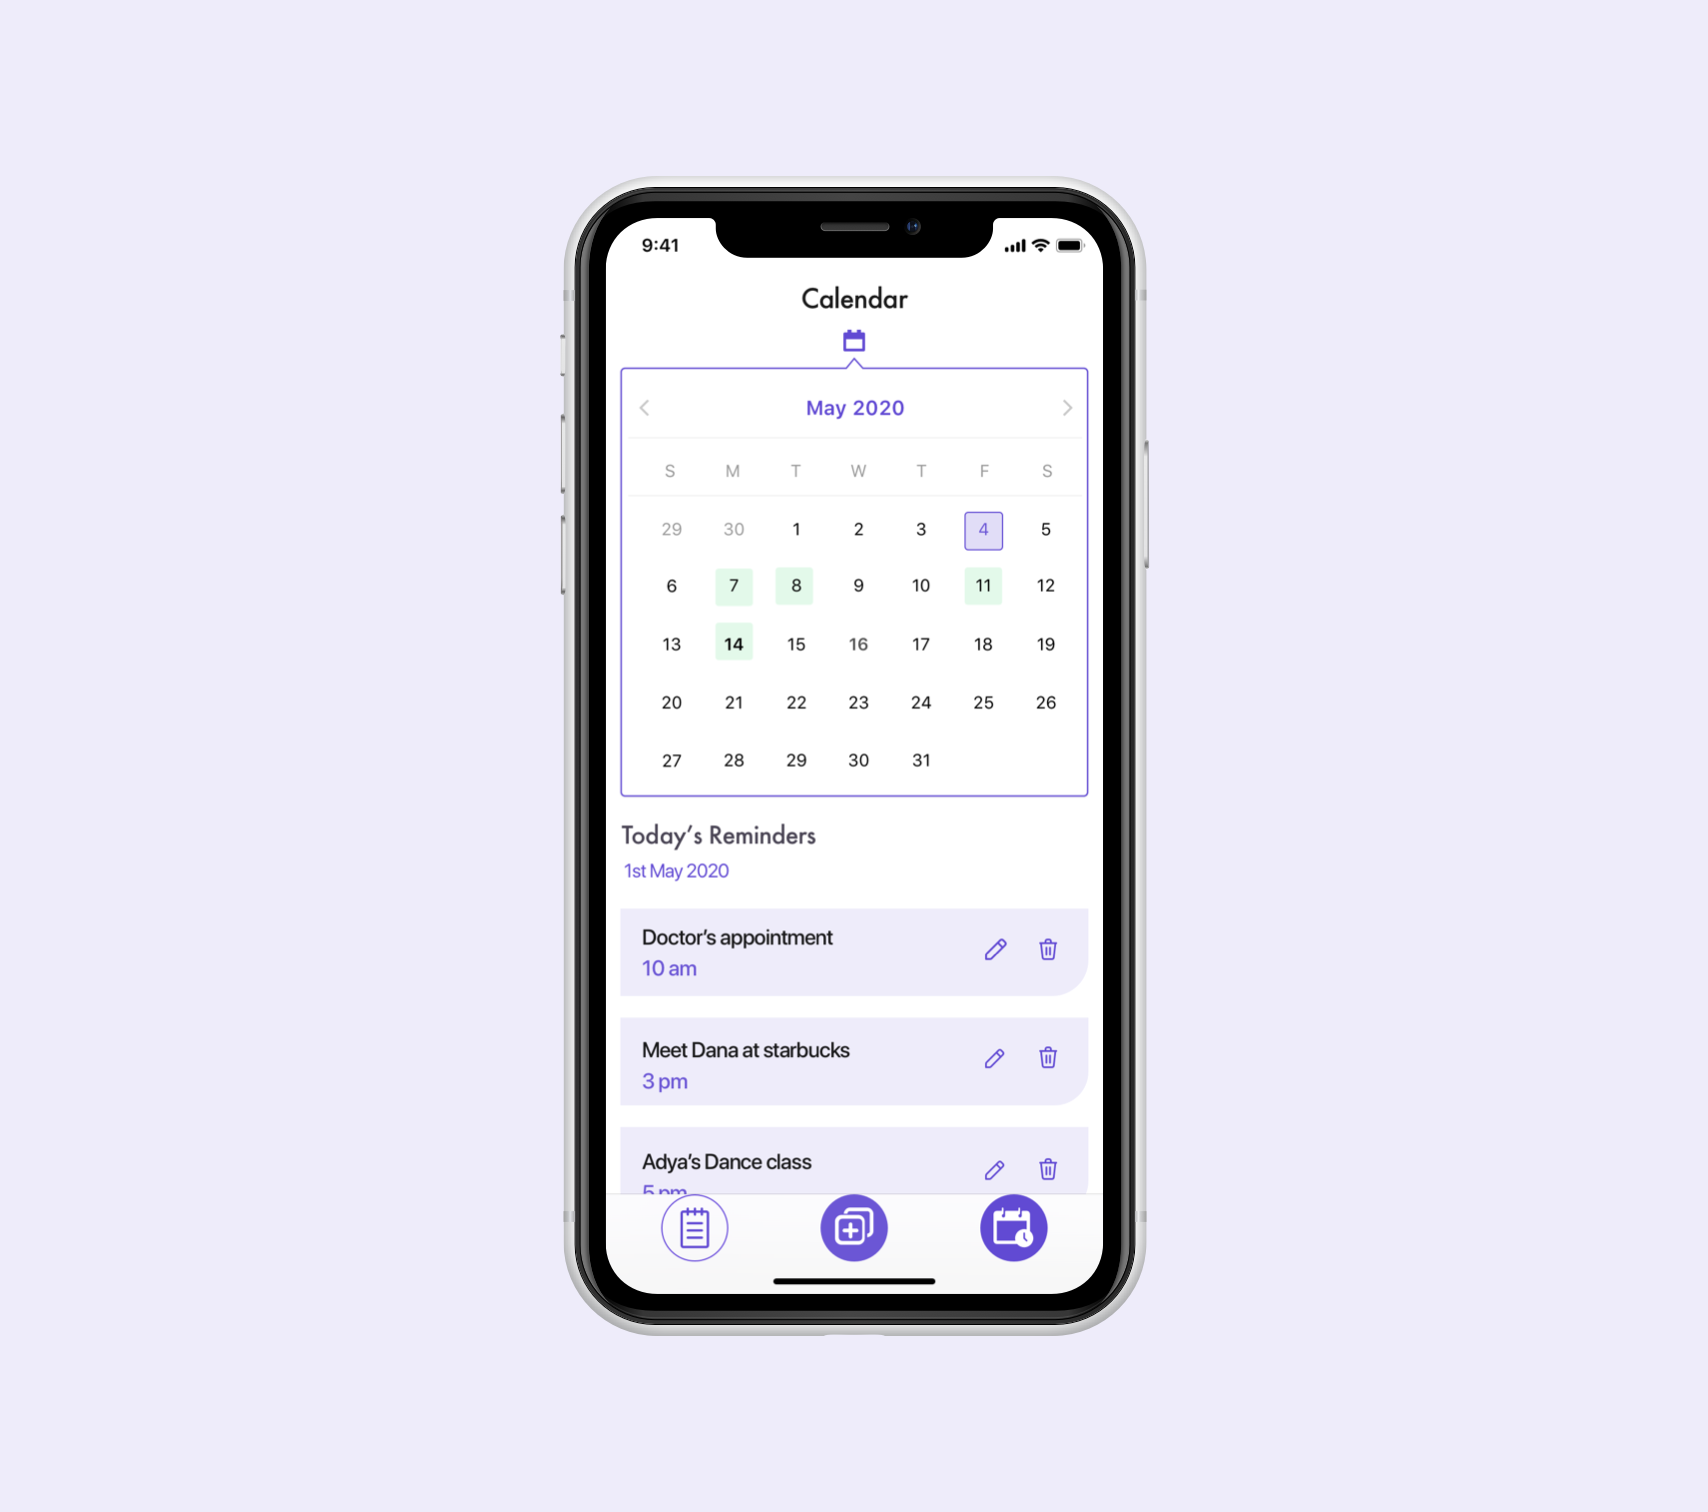 9:41
Calendar
May 2020
S M T W T F S
29 30 1 2 3 4 5
6 7 8 9 10 11 12
13 14 15 16 17 18 19
20 21 22 23 24 25 26
27 28 29 30 31
Today’s Reminders
1st May 2020
Doctor’s appointment
10 am
Meet Dana at starbucks
3 pm
Adya’s Dance class
5 pm